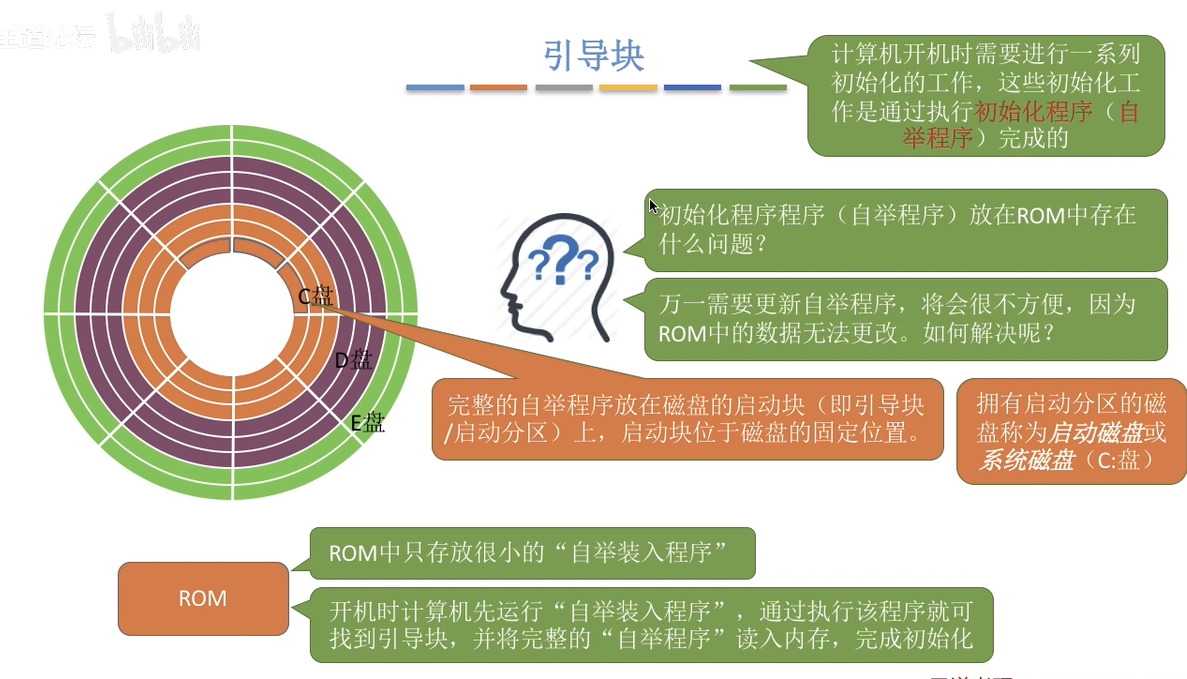 王道论坛 bilibili
引导块
计算机开机时需要进行一系列
初始化的工作，这些初始化工
作是通过执行初始化程序（自
举程序）完成的
初始化程序程序（自举程序）放在ROM中存在
什么问题？
???
万一需要更新自举程序，将会很不方便，因为
ROM中的数据无法更改。如何解决呢？
C盘
D盘
E盘
完整的自举程序放在磁盘的启动块（即引导块
/启动分区）上，启动块位于磁盘的固定位置。
拥有启动分区的磁
盘称为启动磁盘或
系统磁盘（C:盘）
ROM中只存放很小的“自举装入程序”
ROM
开机时计算机先运行“自举装入程序”，通过执行该程序就可
找到引导块，并将完整的“自举程序”读入内存，完成初始化